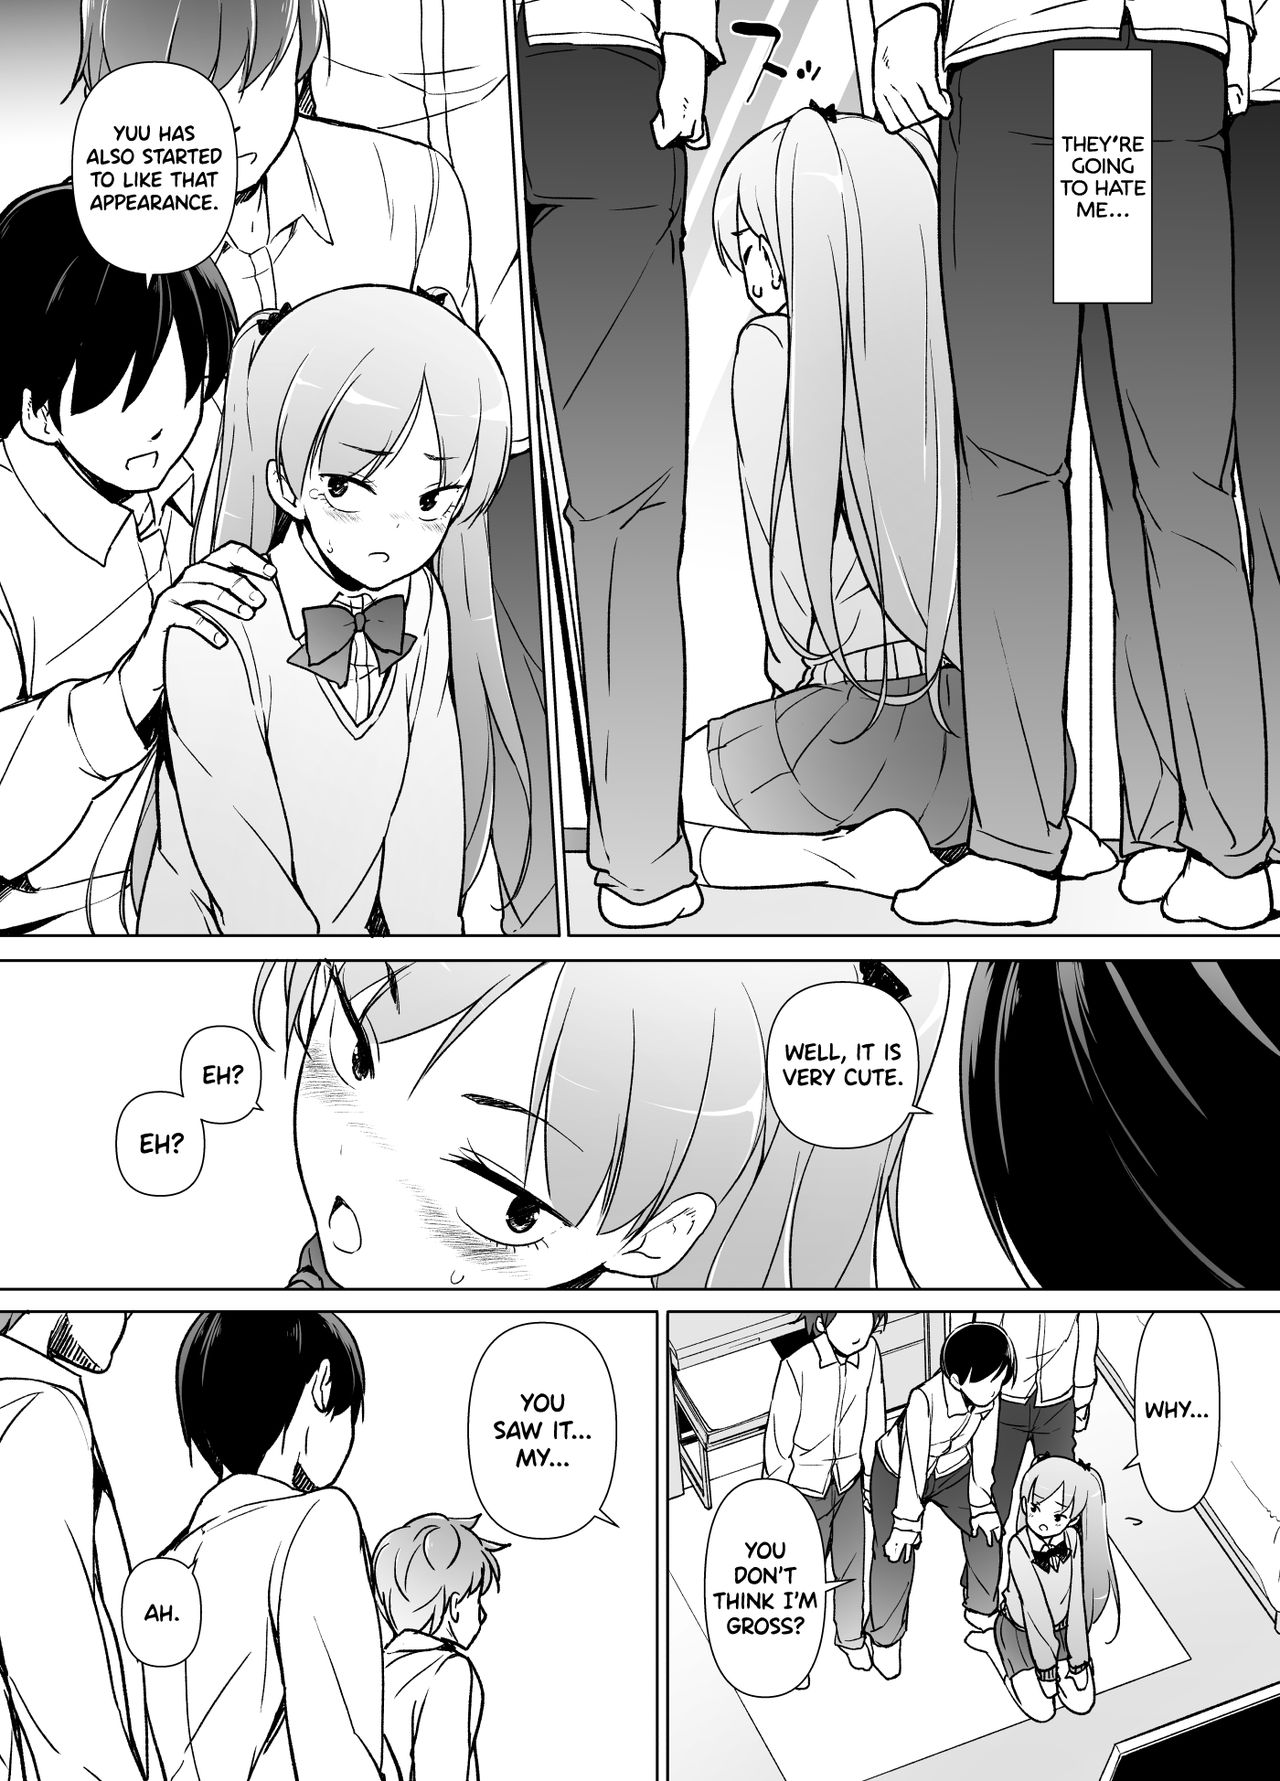 THEY'RE
GOING
TO HATE
ME...
YUU HAS
ALSO STARTED
TO LIKE THAT
APPEARANCE.
WELL, IT IS
VERY CUTE.
EH?
EH?
WHY...
YOU
DON'T
THINK I'M
GROSS?
YOU
SAW IT...
MY...
AH.